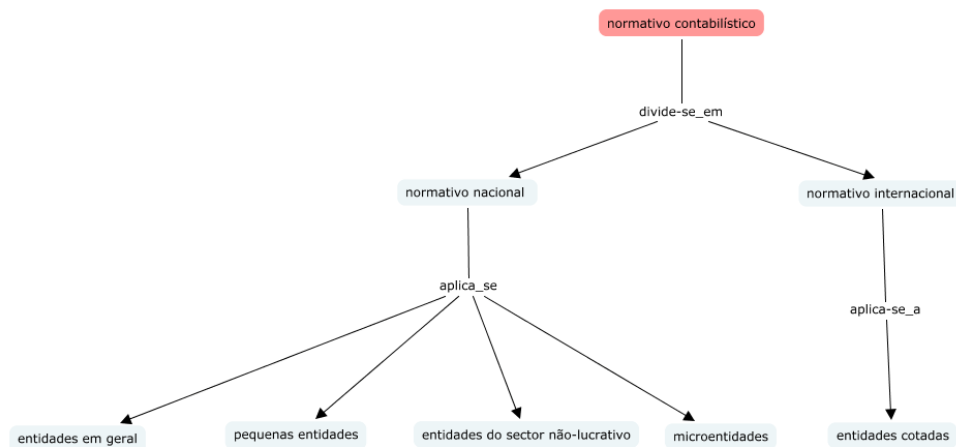 normativo contabilístico
divide-se_em
normativo nacional
normativo internacional
aplica_se
aplica-se_a
entidades em geral
pequenas entidades
entidades do sector não-lucrativo
microentidades
entidades cotadas